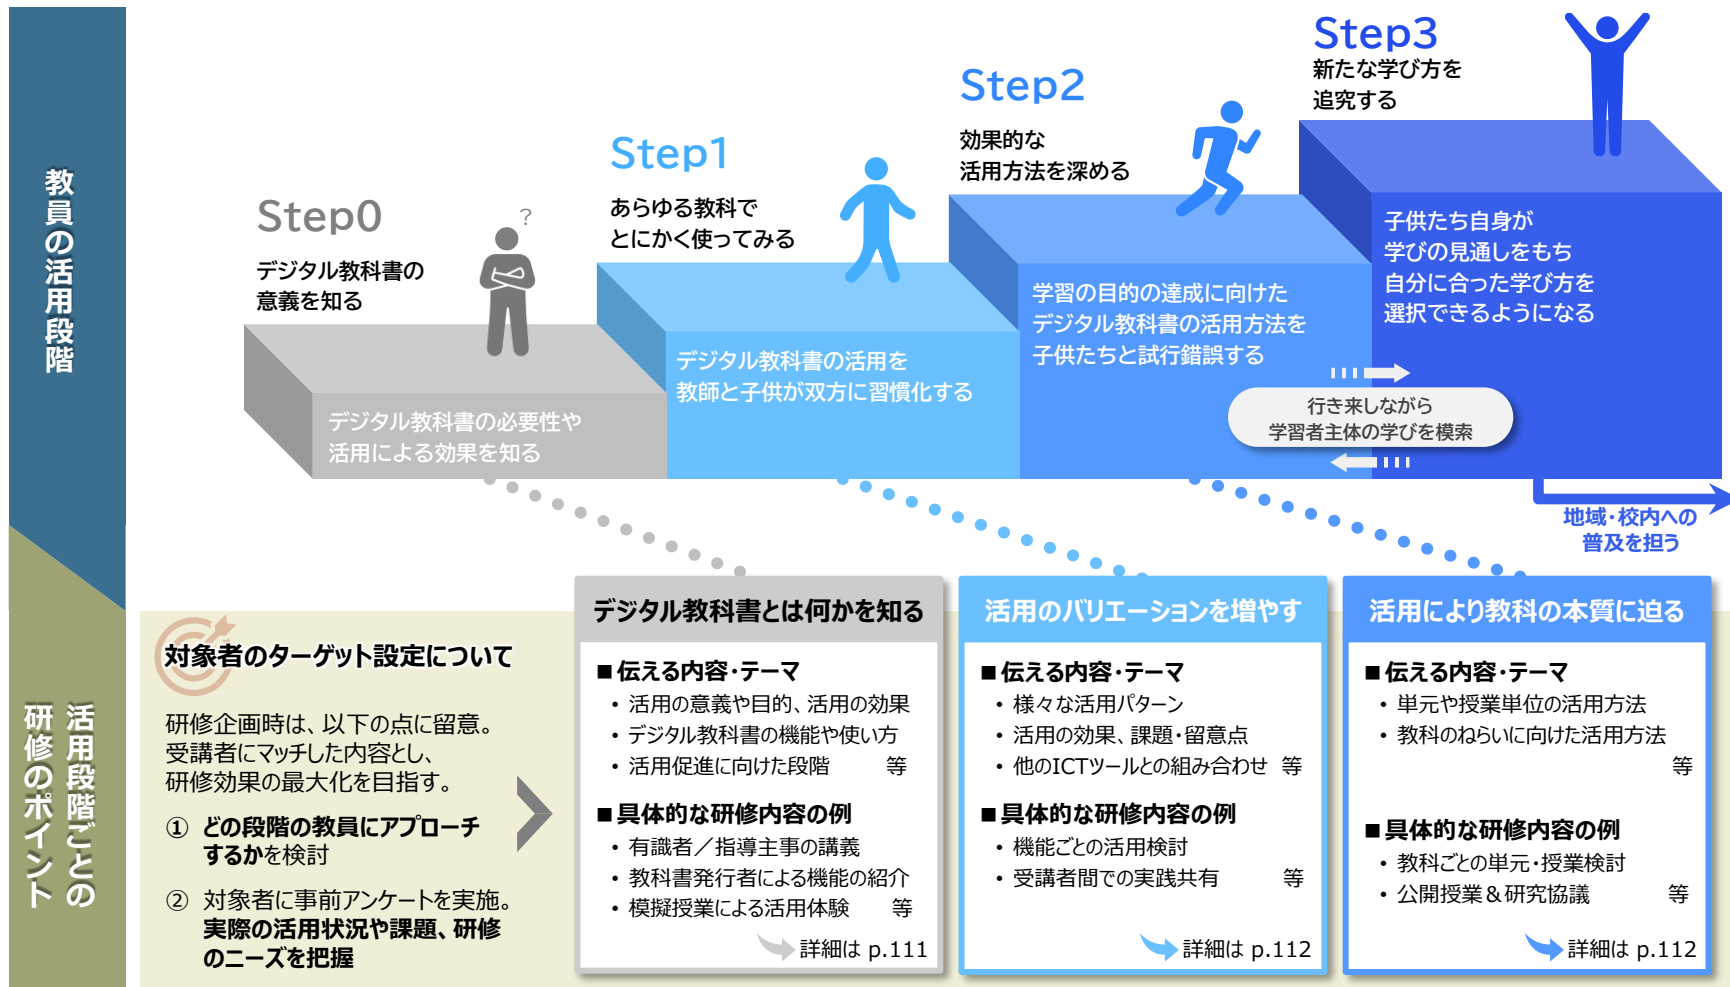 教員の活用段階
Step0
デジタル教科書の
意義を知る
?
デジタル教科書の必要性や
活用による効果を知る
Step1
あらゆる教科で
とにかく使ってみる
デジタル教科書の活用を
教師と子供が双方に習慣化する
Step2
効果的な
活用方法を深める
学習の目的の達成に向けた
デジタル教科書の活用方法を
子供たちと試行錯誤する
Step3
新たな学び方を
追究する
子供たち自身が
学びの見通しをもち
自分に合った学び方を
選択できるようになる
行き来しながら
学習者主体の学びを模索
地域・校内への
普及を担う
活用段階ごとの
研修のポイント
対象者のターゲット設定について
研修企画時は、以下の点に留意。
受講者にマッチした内容とし、
研修効果の最大化を目指す。
① どの段階の教員にアプローチ
するかを検討
② 対象者に事前アンケートを実施。
実際の活用状況や課題、研修
のニーズを把握
デジタル教科書とは何かを知る
■伝える内容・テーマ
・活用の意義や目的、活用の効果
・デジタル教科書の機能や使い方
・活用促進に向けた段階 等
■具体的な研修内容の例
・有識者／指導主事の講義
・教科書発行者による機能の紹介
・模擬授業による活用体験 等
詳細は p.111
活用のバリエーションを増やす
■伝える内容・テーマ
・様々な活用パターン
・活用の効果、課題・留意点
・他のICTツールとの組み合わせ 等
■具体的な研修内容の例
・機能ごとの活用検討
・受講者間での実践共有 等
詳細は p.112
活用により教科の本質に迫る
■伝える内容・テーマ
・単元や授業単位の活用方法
・教科のねらいに向けた活用方法
等
■具体的な研修内容の例
・教科ごとの単元・授業検討
・公開授業＆研究協議 等
詳細は p.112